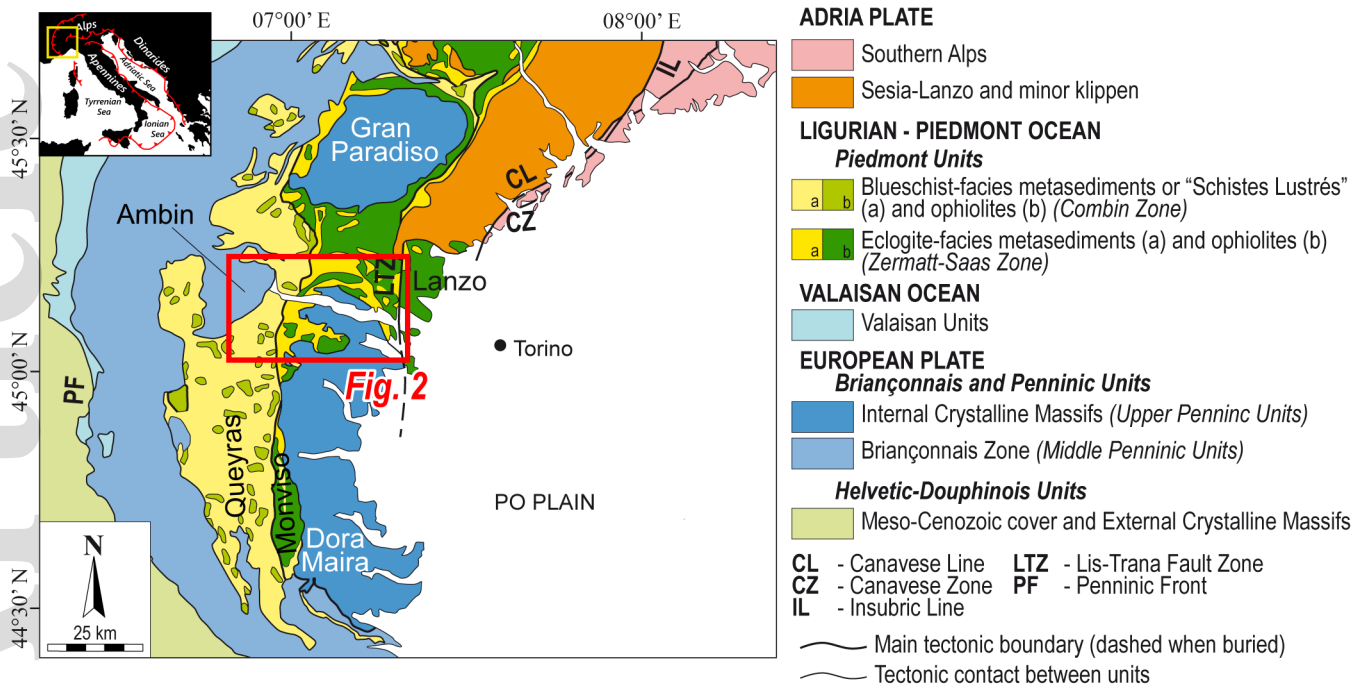 07°00' E
08°00' E
45°30' N
45°00' N
44°30' N
Alps
Dinarides
Adriatic Sea
Apennines
Tyrrenian
Sea
Ionian
Sea
Gran
Paradiso
Ambin
IL
CL
CZ
LTZ
Lanzo
Torino
Fig. 2
PF
Queyras
Monviso
PO PLAIN
Dora
Maira
N
25 km
ADRIA PLATE
Southern Alps
Sesia-Lanzo and minor klippen
LIGURIAN - PIEDMONT OCEAN
Piedmont Units
a b
Blueschist-facies metasediments or “Schistes Lustrés”
(a) and ophiolites (b) (Combin Zone)
a b
Eclogite-facies metasediments (a) and ophiolites (b)
(Zermatt-Saas Zone)
VALAISAN OCEAN
Valaisan Units
EUROPEAN PLATE
Briançonnais and Penninic Units
Internal Crystalline Massifs (Upper Penninc Units)
Briançonnais Zone (Middle Penninic Units)
Helvetic-Douphinois Units
Meso-Cenozoic cover and External Crystalline Massifs
CL - Canavese Line
LTZ - Lis-Trana Fault Zone
CZ - Canavese Zone
PF - Penninic Front
IL - Insubric Line
Main tectonic boundary (dashed when buried)
Tectonic contact between units